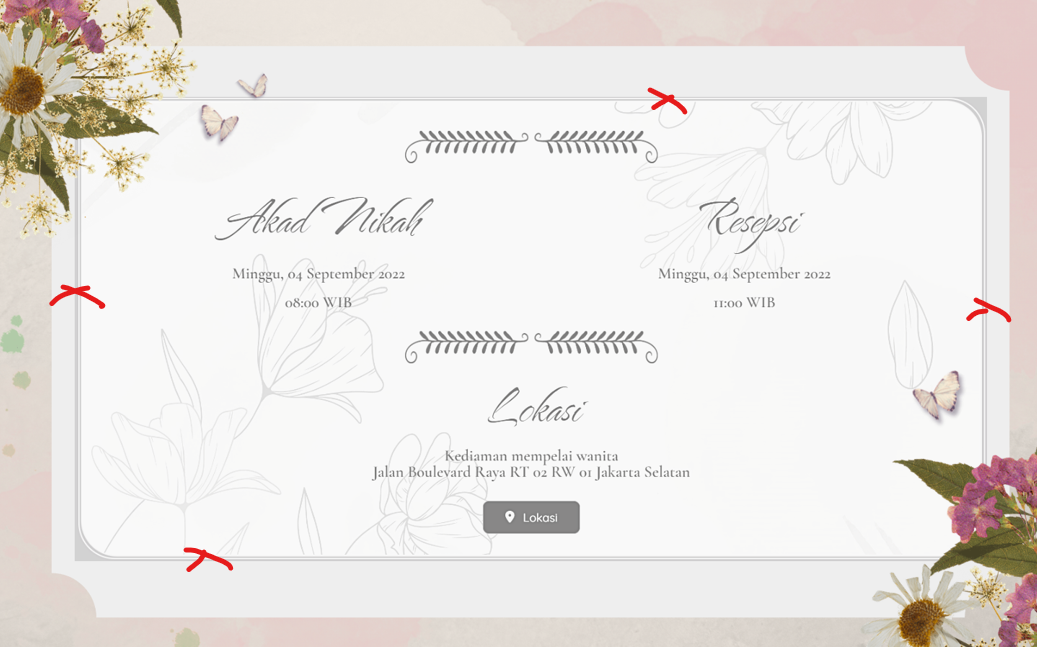 Akad Nikah
Minggu, 04 September 2022
08:00 WIB
Resepsi
Minggu, 04 September 2022
11:00 WIB
Lokasi
Kediaman mempelai wanita
Jalan Boulevard Raya RT 02 RW 01 Jakarta Selatan
Lokasi